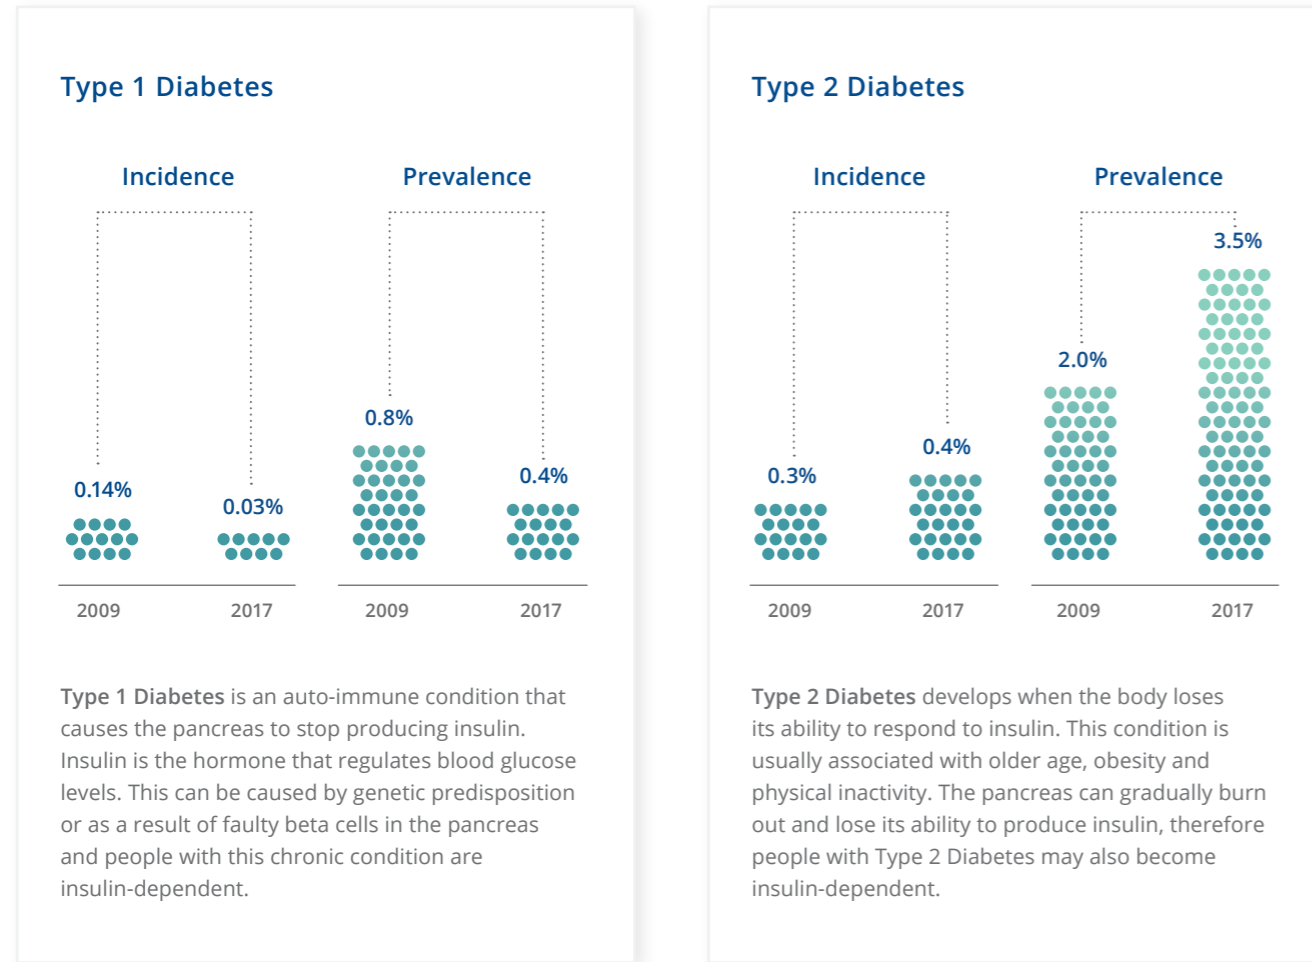 Type 1 Diabetes
Incidence
Prevalence
0.14%
0.03%
0.8%
0.4%
2009
2017
2009
2017
Type 1 Diabetes is an auto-immune condition that
causes the pancreas to stop producing insulin.
Insulin is the hormone that regulates blood glucose
levels. This can be caused by genetic predisposition
or as a result of faulty beta cells in the pancreas
and people with this chronic condition are
insulin-dependent.
Type 2 Diabetes
Incidence
Prevalence
0.3%
0.4%
2.0%
3.5%
2009
2017
2009
2017
Type 2 Diabetes develops when the body loses
its ability to respond to insulin. This condition is
usually associated with older age, obesity and
physical inactivity. The pancreas can gradually burn
out and lose its ability to produce insulin, therefore
people with Type 2 Diabetes may also become
insulin-dependent.